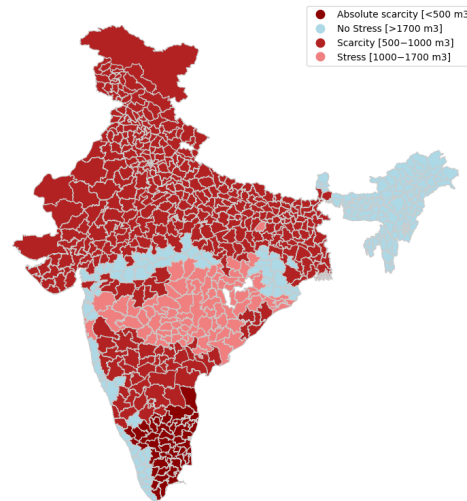 Absolute scarcity [<500 m3]
No Stress [>1700 m3]
Scarcity [500−1000 m3]
Stress [1000−1700 m3]